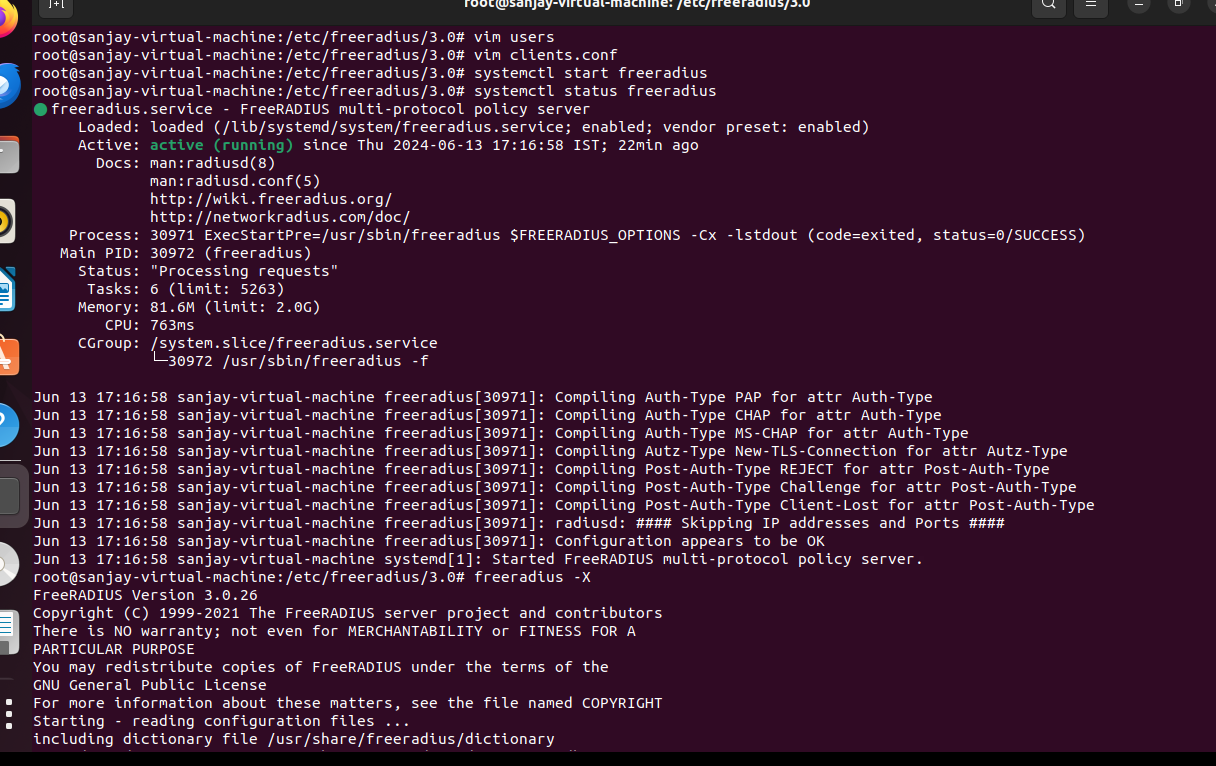 root@sanjay-virtual-machine: /etc/freeradius/3.0
root@sanjay-virtual-machine:/etc/freeradius/3.0# vim users
root@sanjay-virtual-machine:/etc/freeradius/3.0# vim clients.conf
root@sanjay-virtual-machine:/etc/freeradius/3.0# systemctl start freeradius
root@sanjay-virtual-machine:/etc/freeradius/3.0# systemctl status freeradius
● freeradius.service - FreeRADIUS multi-protocol policy server
     Loaded: loaded (/lib/systemd/system/freeradius.service; enabled; vendor preset: enabled)
     Active: active (running) since Thu 2024-06-13 17:16:58 IST; 22min ago
       Docs: man:radiusd(8)
             man:radiusd.conf(5)
             http://wiki.freeradius.org/
             http://networkradius.com/doc/
    Process: 30971 ExecStartPre=/usr/sbin/freeradius $FREERADIUS_OPTIONS -Cx -lstdout (code=exited, status=0/SUCCESS)
   Main PID: 30972 (freeradius)
     Status: "Processing requests"
      Tasks: 6 (limit: 5263)
     Memory: 81.6M (limit: 2.0G)
        CPU: 763ms
     CGroup: /system.slice/freeradius.service
             └─30972 /usr/sbin/freeradius -f
Jun 13 17:16:58 sanjay-virtual-machine freeradius[30971]: Compiling Auth-Type PAP for attr Auth-Type
Jun 13 17:16:58 sanjay-virtual-machine freeradius[30971]: Compiling Auth-Type CHAP for attr Auth-Type
Jun 13 17:16:58 sanjay-virtual-machine freeradius[30971]: Compiling Auth-Type MS-CHAP for attr Auth-Type
Jun 13 17:16:58 sanjay-virtual-machine freeradius[30971]: Compiling Autz-Type New-TLS-Connection for attr Autz-Type
Jun 13 17:16:58 sanjay-virtual-machine freeradius[30971]: Compiling Post-Auth-Type REJECT for attr Post-Auth-Type
Jun 13 17:16:58 sanjay-virtual-machine freeradius[30971]: Compiling Post-Auth-Type Challenge for attr Post-Auth-Type
Jun 13 17:16:58 sanjay-virtual-machine freeradius[30971]: Compiling Post-Auth-Type Client-Lost for attr Post-Auth-Type
Jun 13 17:16:58 sanjay-virtual-machine freeradius[30971]: radiusd: #### Skipping IP addresses and Ports ####
Jun 13 17:16:58 sanjay-virtual-machine freeradius[30971]: Configuration appears to be OK
Jun 13 17:16:58 sanjay-virtual-machine systemd[1]: Started FreeRADIUS multi-protocol policy server.
root@sanjay-virtual-machine:/etc/freeradius/3.0# freeradius -X
FreeRADIUS Version 3.0.26
Copyright (C) 1999-2021 The FreeRADIUS server project and contributors
There is NO warranty; not even for MERCHANTABILITY or FITNESS FOR A
PARTICULAR PURPOSE
You may redistribute copies of FreeRADIUS under the terms of the
GNU General Public License
For more information about these matters, see the file named COPYRIGHT
Starting - reading configuration files ...
including dictionary file /usr/share/freeradius/dictionary